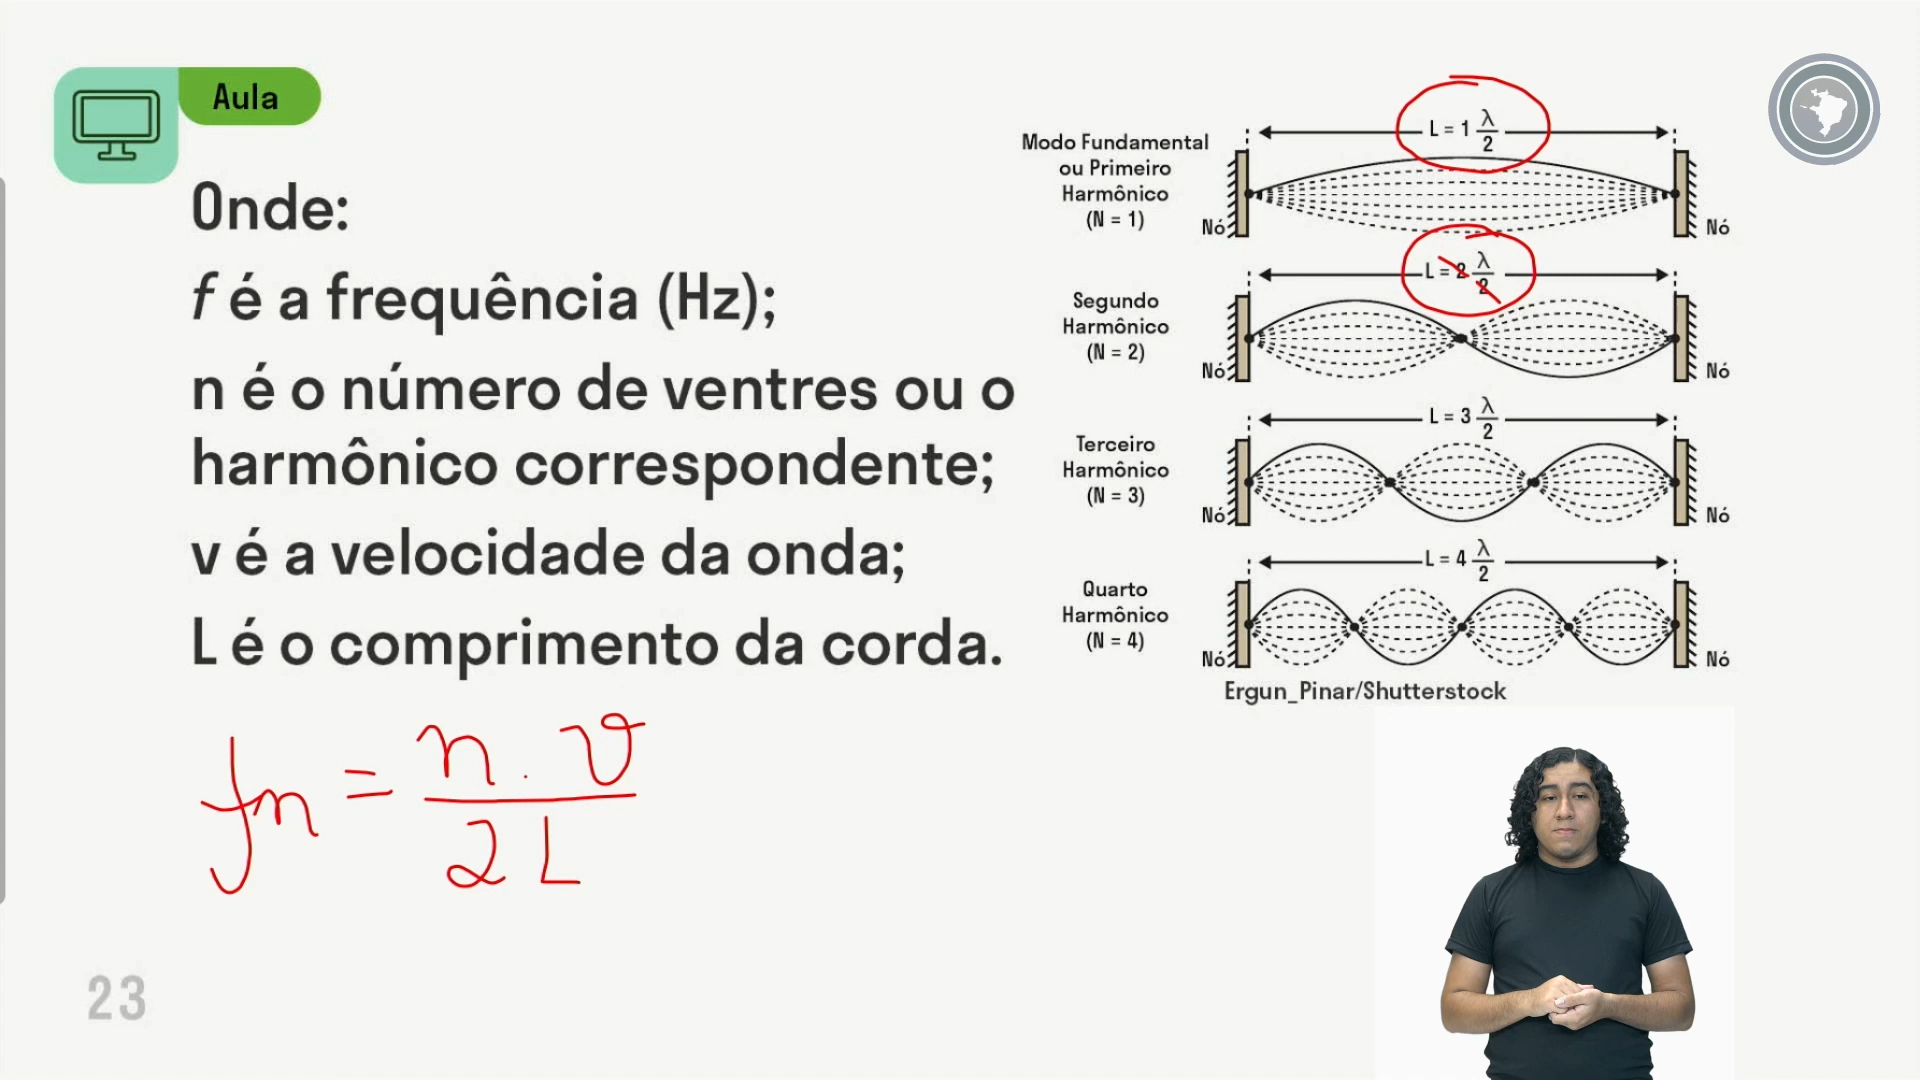 Aula
Onde:
f é a frequência (Hz);
n é o número de ventres ou o
harmônico correspondente;
v é a velocidade da onda;
L é o comprimento da corda.
fn = n . v
2 L
23
Modo Fundamental
ou Primeiro
Harmônico
(N = 1)
L = 1 λ/2
Nó
Nó
Segundo
Harmônico
(N = 2)
L = 2 λ/2
Nó
Nó
Terceiro
Harmônico
(N = 3)
L = 3 λ/2
Nó
Nó
Quarto
Harmônico
(N = 4)
L = 4 λ/2
Nó
Nó
Ergun_Pinar/Shutterstock